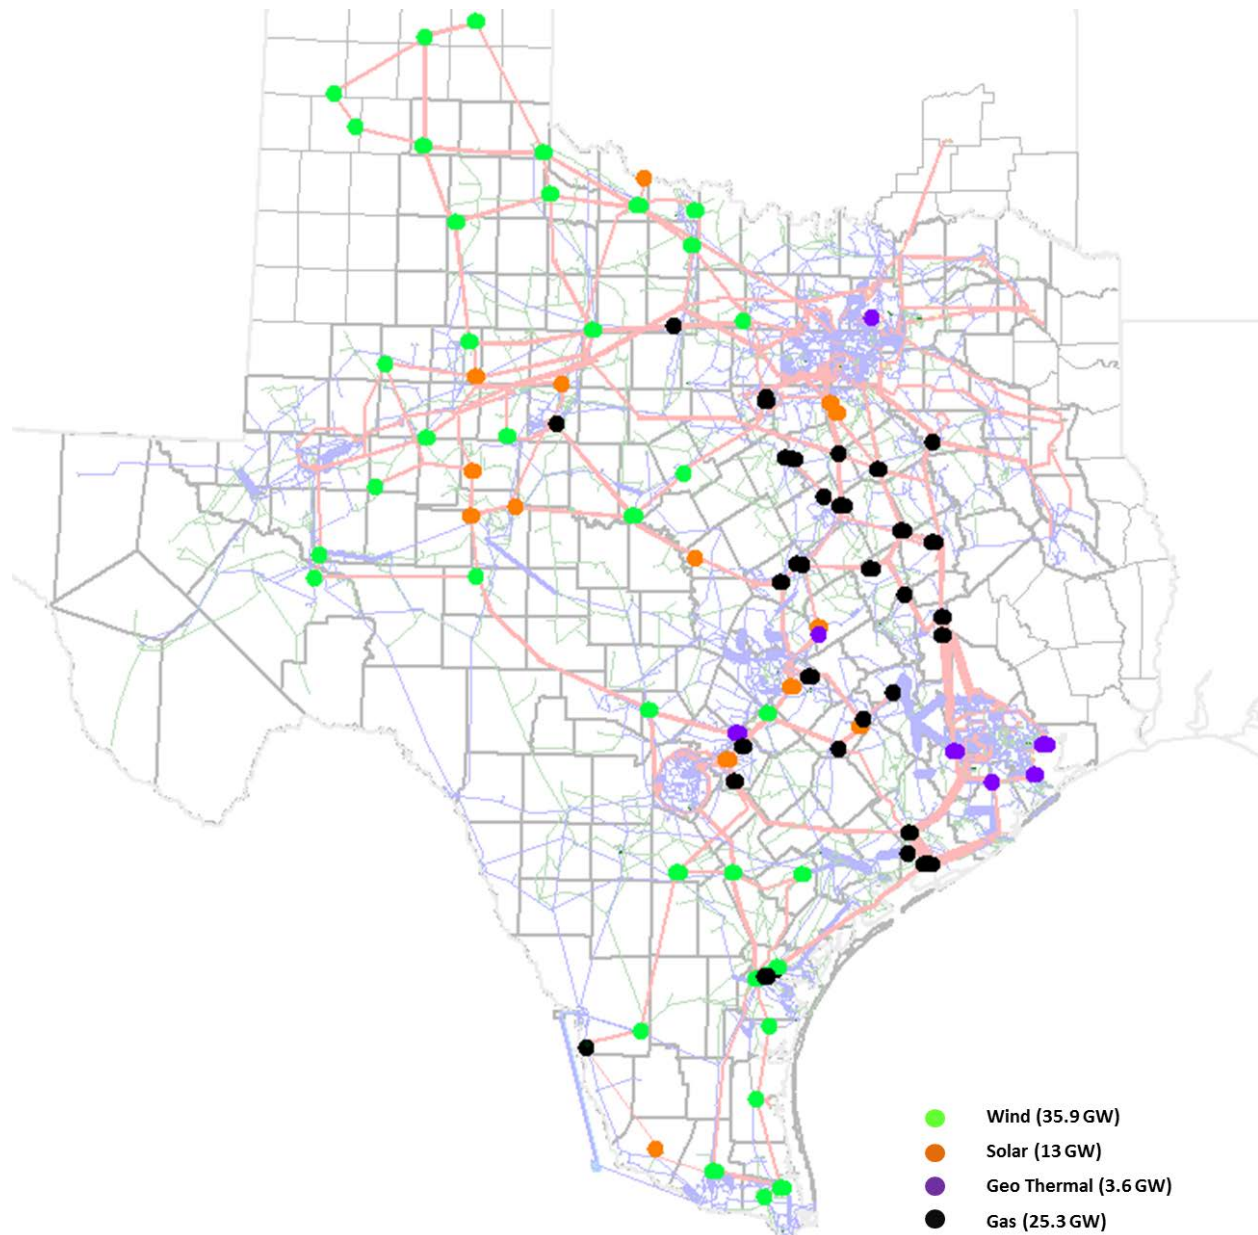 Wind (35.9 GW)
Solar (13 GW)
Geo Thermal (3.6 GW)
Gas (25.3 GW)